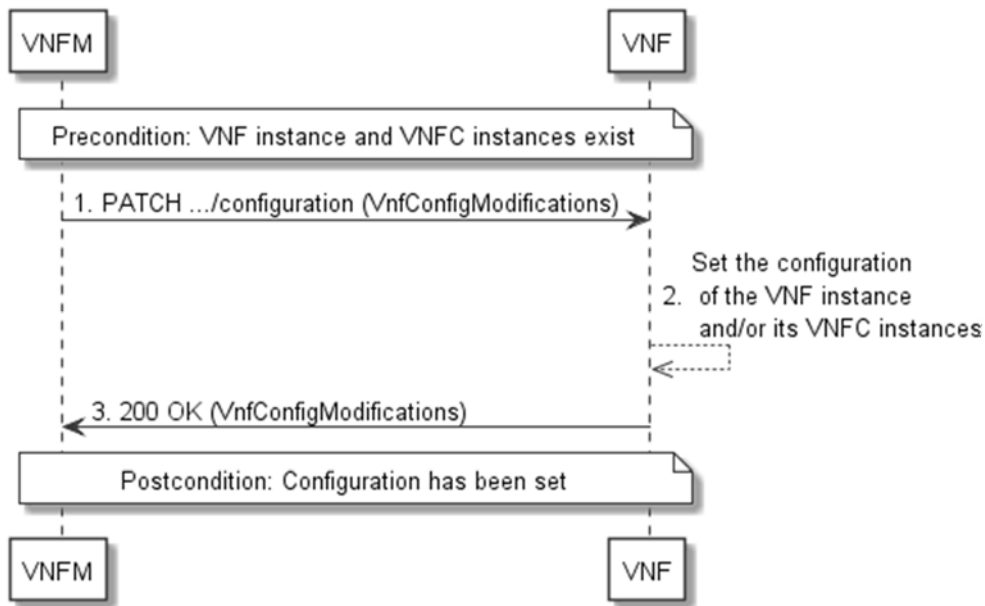 VNFM
VNF
Precondition: VNF instance and VNFC instances exist
1. PATCH .../configuration (VnfConfigModifications)
Set the configuration
2. of the VNF instance
and/or its VNFC instances
3. 200 OK (VnfConfigModifications)
Postcondition: Configuration has been set
VNFM
VNF